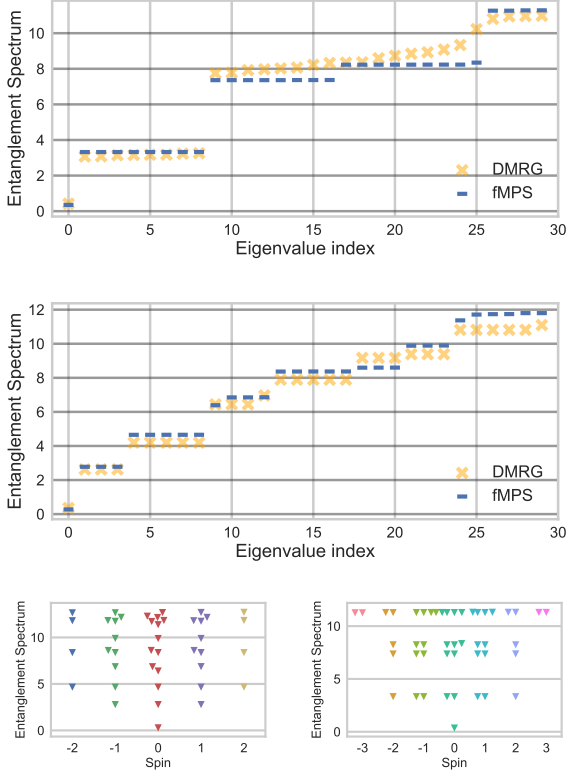 10
8
6
4
2
0
Entanglement Spectrum
DMRG
fMPS
0 5 10 15 20 25 30
Eigenvalue index
12
10
8
6
4
2
0
Entanglement Spectrum
DMRG
fMPS
0 5 10 15 20 25 30
Eigenvalue index
10
5
0
Entanglement Spectrum
-2 -1 0 1 2
Spin
10
5
0
Entanglement Spectrum
-3 -2 -1 0 1 2 3
Spin